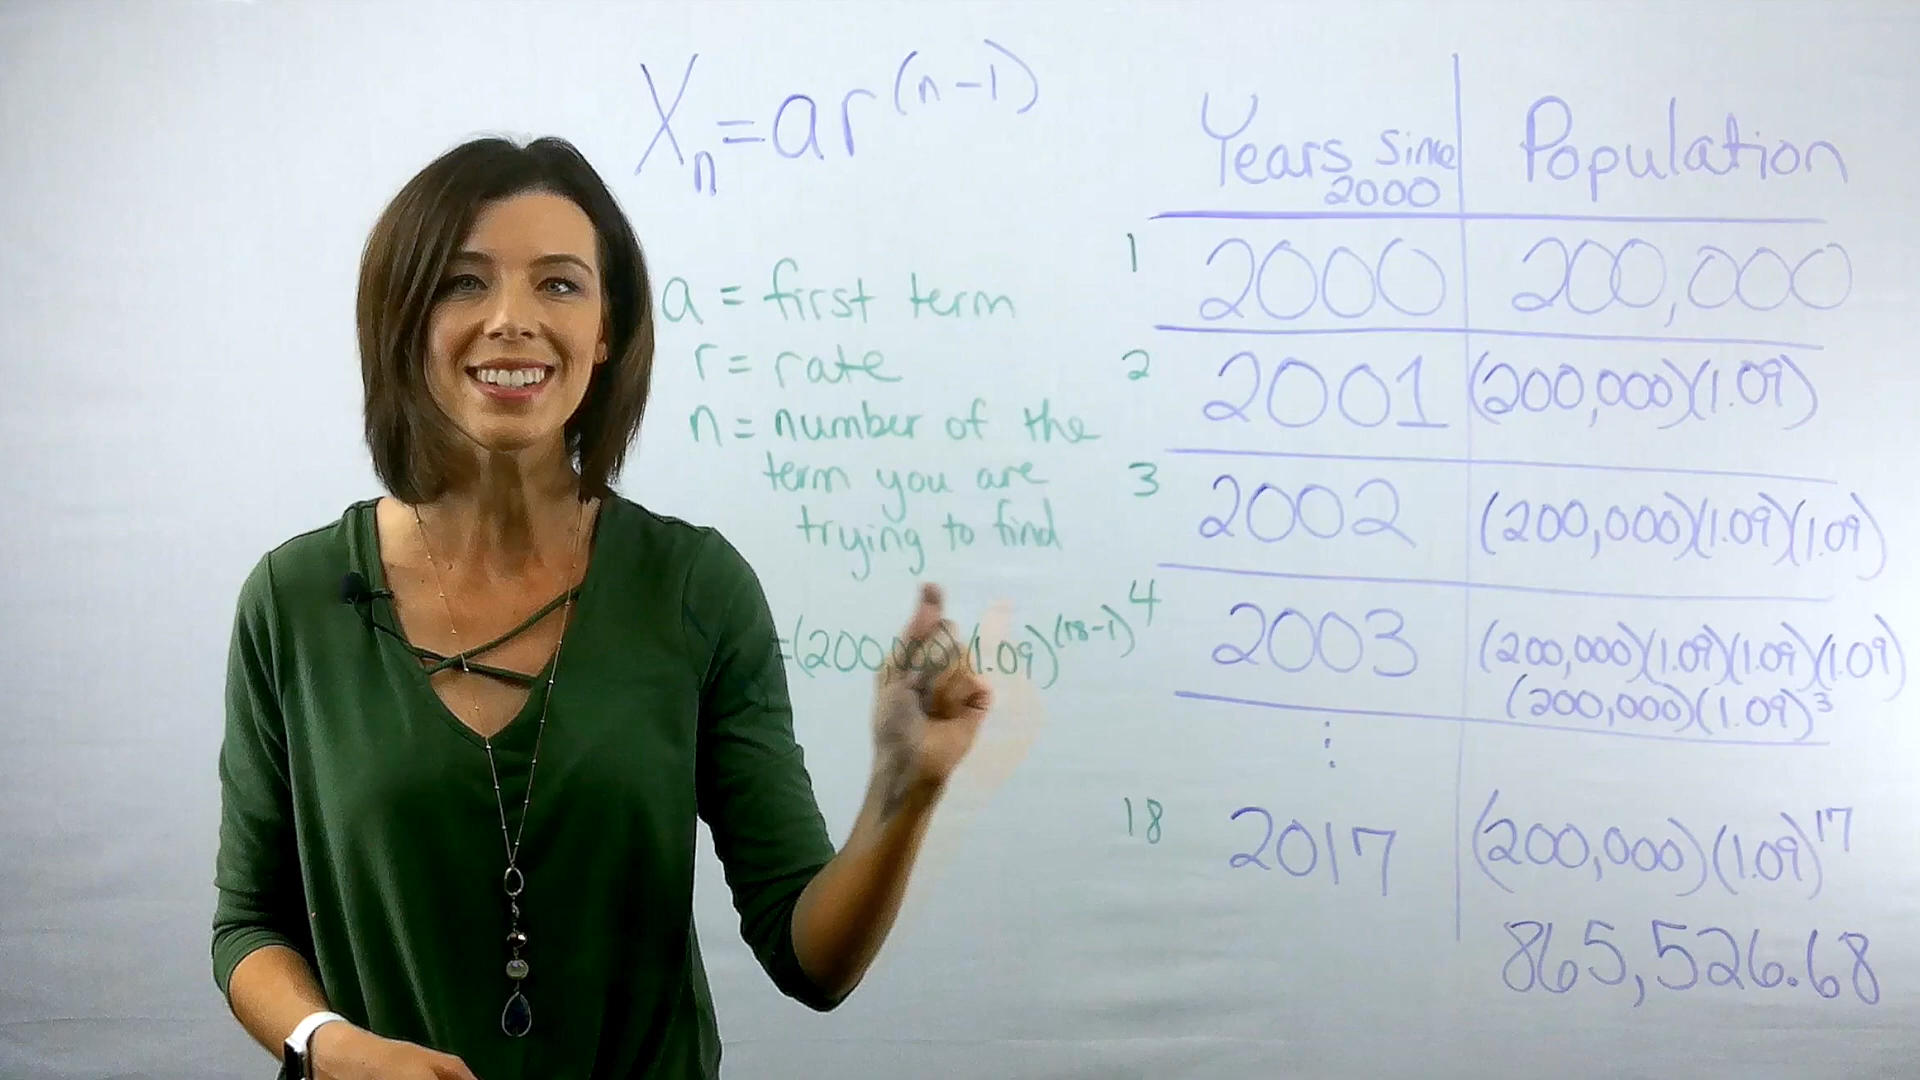 Xn=ar(n-1)
a = first term
r = rate
n = number of the
term you are
trying to find
=(200,000)(1.09)(18-1)
Years since
2000
Population
1 2000 200,000
2 2001 (200,000)(1.09)
3 2002 (200,000)(1.09)(1.09)
4 2003 (200,000)(1.09)(1.09)(1.09)
(200,000)(1.09)3
⋮
18 2017 (200,000)(1.09)17
865,526.68